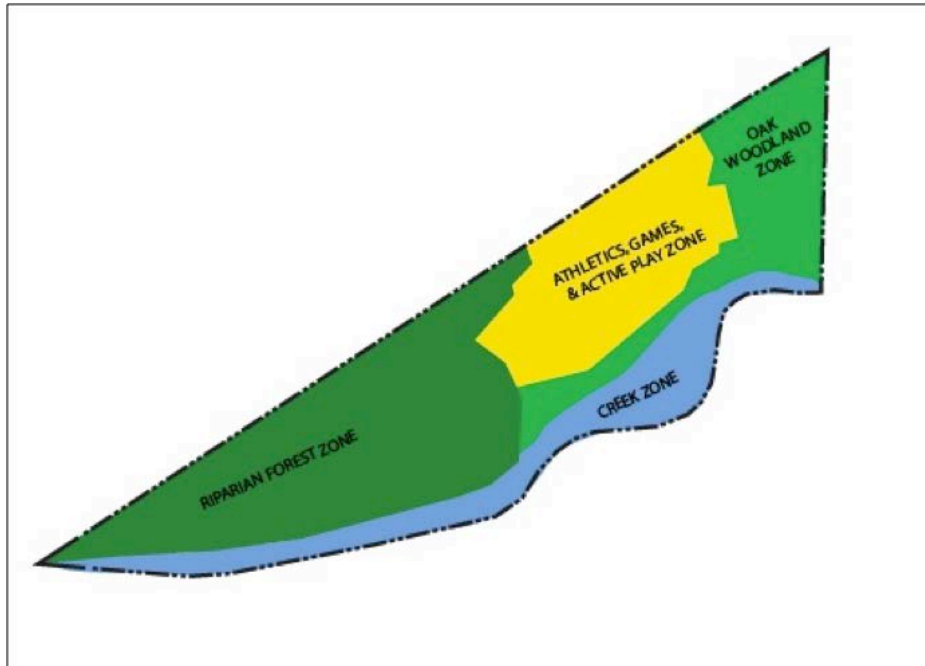 OAK
WOODLAND
ZONE
ATHLETICS, GAMES,
& ACTIVE PLAY ZONE
CREEK ZONE
RIPARIAN FOREST ZONE